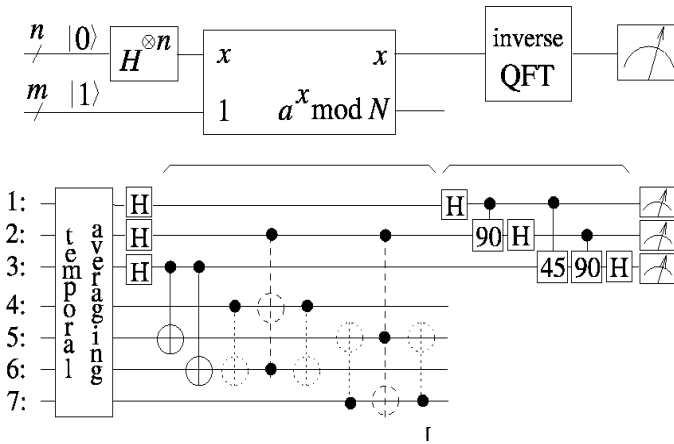 n |0⟩ H⊗n x x inverse QFT
m |1⟩ 1 a^x mod N
temporal averaging
1: H H
2: H 90 H
3: H 45 90 H
4:
5:
6:
7: